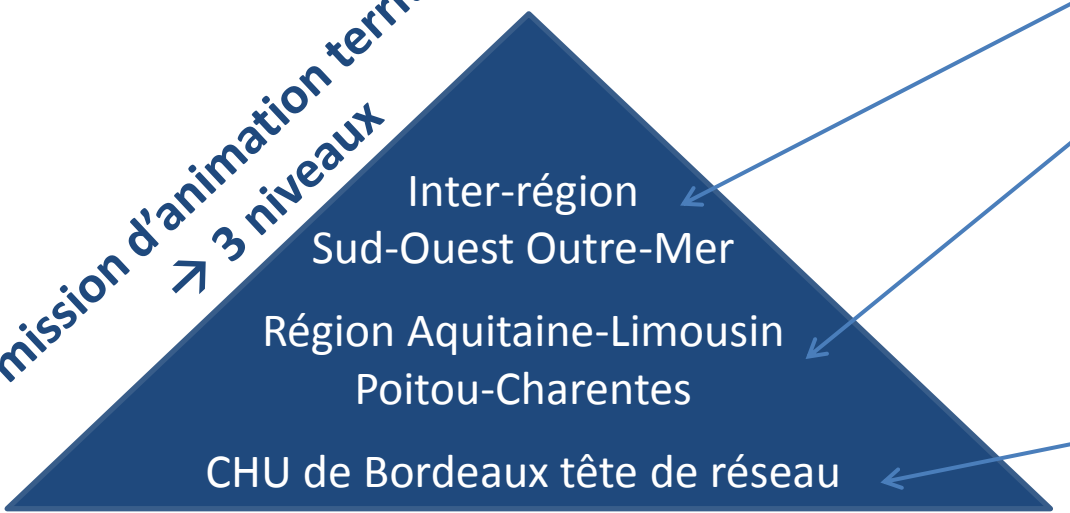 mission d'animation
→ 3 niveaux
Inter-région
Sud-Ouest Outre-Mer
Région Aquitaine-Limousin
Poitou-Charentes
CHU de Bordeaux tête de réseau